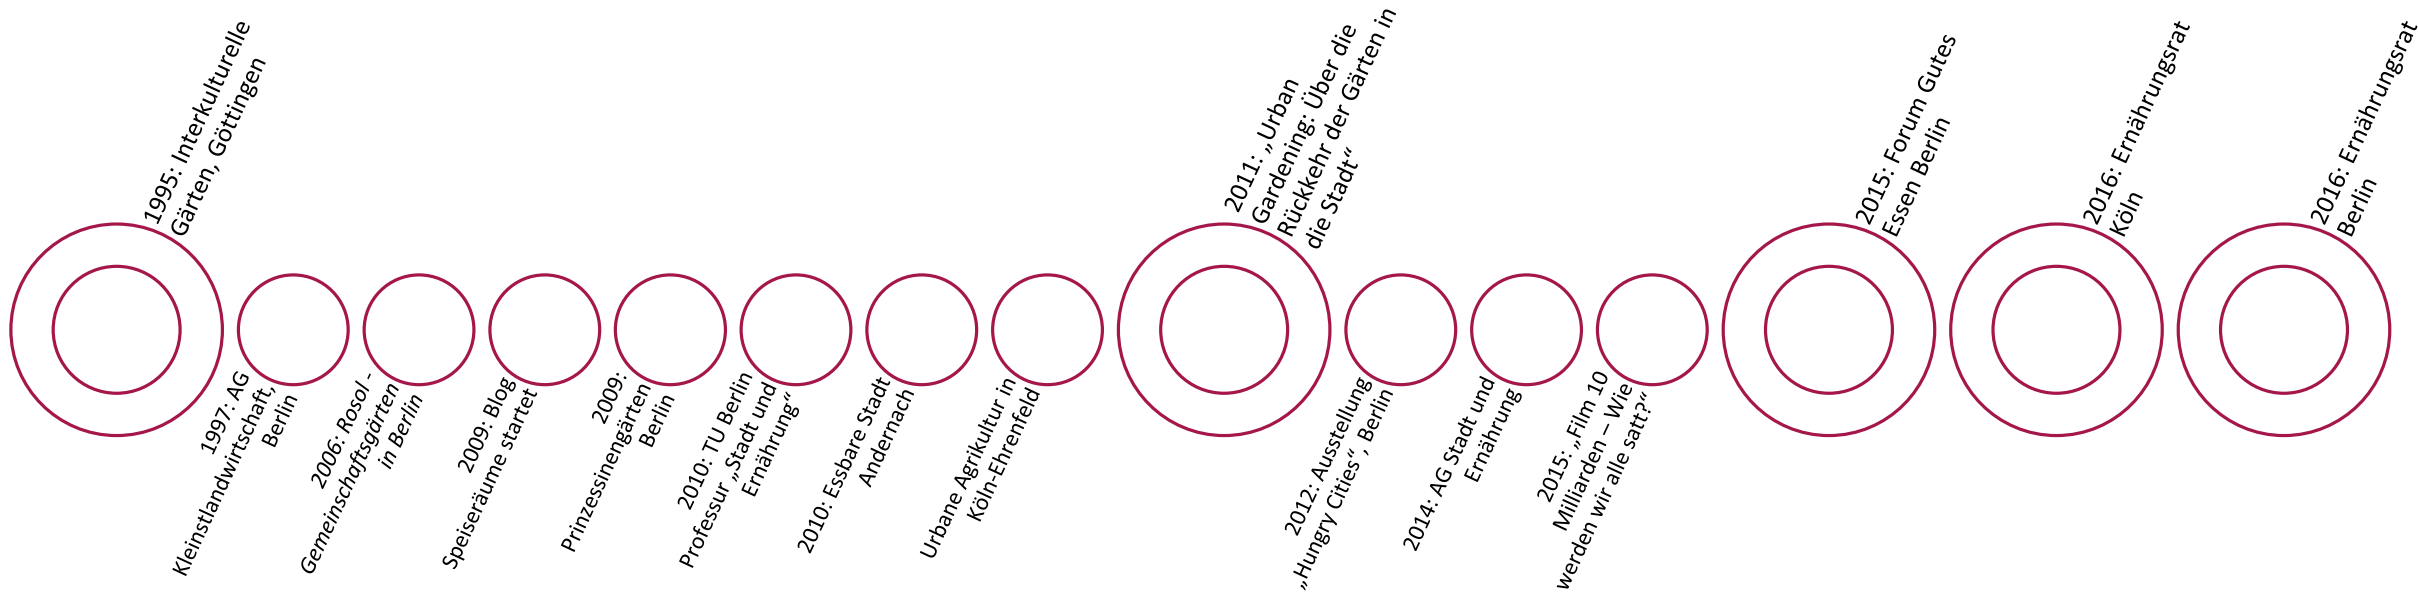 1995: Interkulturelle
Gärten, Göttingen
1997: AG
Kleinstlandwirtschaft,
Berlin
2006: Rosol -
Gemeinschaftsgärten
in Berlin
2009: Blog
Speiseräume startet
2009:
Prinzessinengärten
Berlin
2010: TU Berlin
Professur „Stadt und
Ernährung“
2010: Essbare Stadt
Andernach
Urbane Agrikultur in
Köln-Ehrenfeld
2011: „Urban
Gardening: Über die
Rückkehr der Gärten in
die Stadt“
2012: Ausstellung
„Hungry Cities“, Berlin
2014: AG Stadt und
Ernährung
2015: „Film 10
Milliarden – Wie
werden wir alle satt?“
2015: Forum Gutes
Essen Berlin
2016: Ernährungsrat
Köln
2016: Ernährungsrat
Berlin